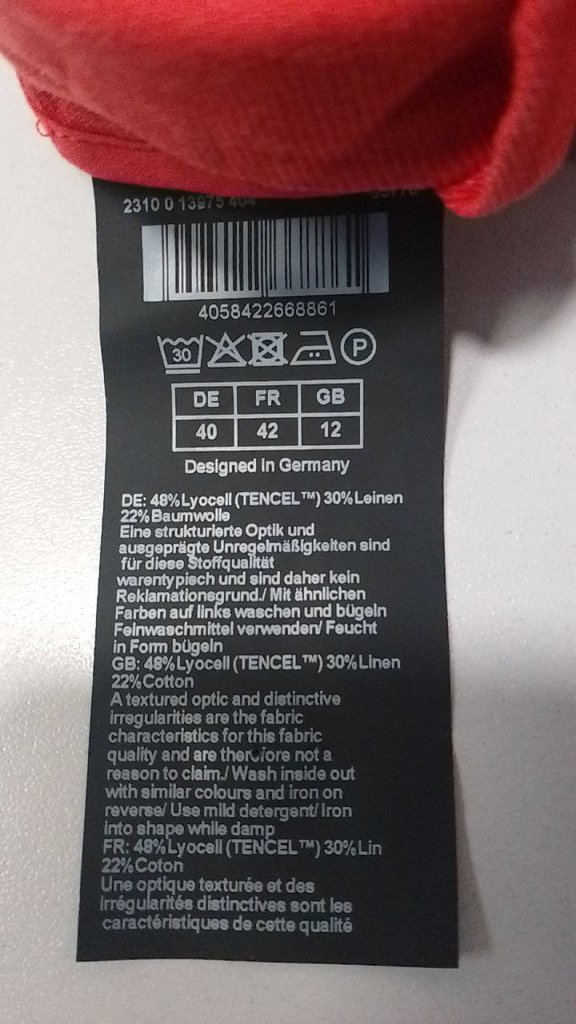 2310 0 13975 404
4058422668861
30 P
DE FR GB
40 42 12
Designed in Germany
DE: 48%Lyocell (TENCEL™) 30%Leinen
22%Baumwolle
Eine strukturierte Optik und
ausgeprägte Unregelmäßigkeiten sind
für diese Stoffqualität
warentypisch und sind daher kein
Reklamationsgrund./ Mit ähnlichen
Farben auf links waschen und bügeln
Feinwaschmittel verwenden/ Feucht
in Form bügeln
GB: 48%Lyocell (TENCEL™) 30%Linen
22%Cotton
A textured optic and distinctive
irregularities are the fabric
characteristics for this fabric
quality and are therefore not a
reason to claim./ Wash inside out
with similar colours and iron on
reverse/ Use mild detergent/ Iron
into shape while damp
FR: 48%Lyocell (TENCEL™) 30%Lin
22%Coton
Une optique texturée et des
irrégularités distinctives sont les
caractéristiques de cette qualité